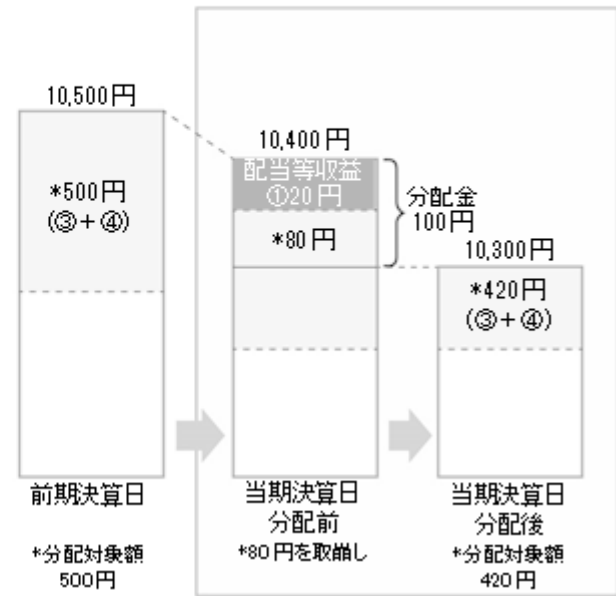 10,500円
*500円
(③+④)
前期決算日
*分配対象額
500円
10,400円
配当等収益
①20円
*80円
分配金
100円
当期決算日
分配前
*80円を取崩し
10,300円
*420円
(③+④)
当期決算日
分配後
*分配対象額
420円